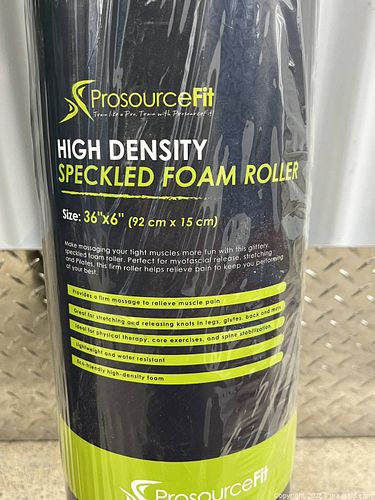 ProsourceFit
Train like a Pro, Train with ProsourceFit!
HIGH DENSITY
SPECKLED FOAM ROLLER
Size: 36"x6" (92 cm x 15 cm)
Make massaging your tight muscles more fun with this glittery,
speckled foam roller. Perfect for myofascial release, stretching
and Pilates, this firm roller helps relieve pain to keep you performing
at your best.
Provides a firm massage to relieve muscle pain
Great for stretching and releasing knots in legs, glutes, back and more
Ideal for physical therapy, core exercises, and spine stabilization
Lightweight and water resistant
Eco-friendly high-density foam
ProsourceFit